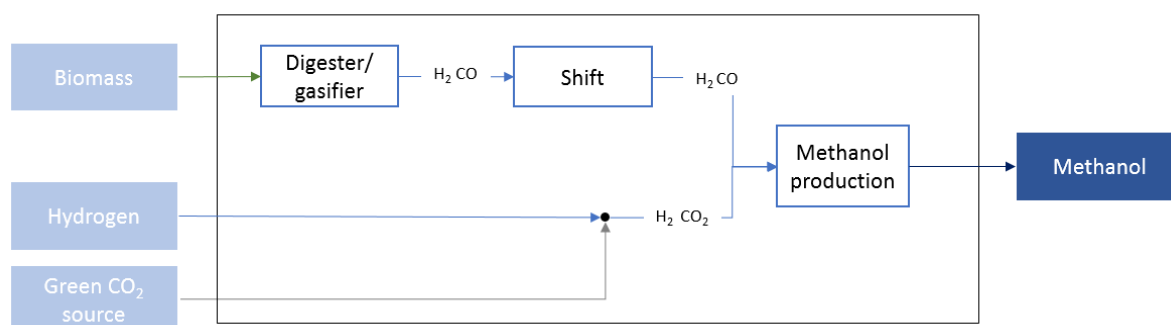 Biomass
Digester/
gasifier
H₂ CO
Shift
H₂ CO
Methanol
production
Methanol
Hydrogen
H₂ CO₂
Green CO₂
source